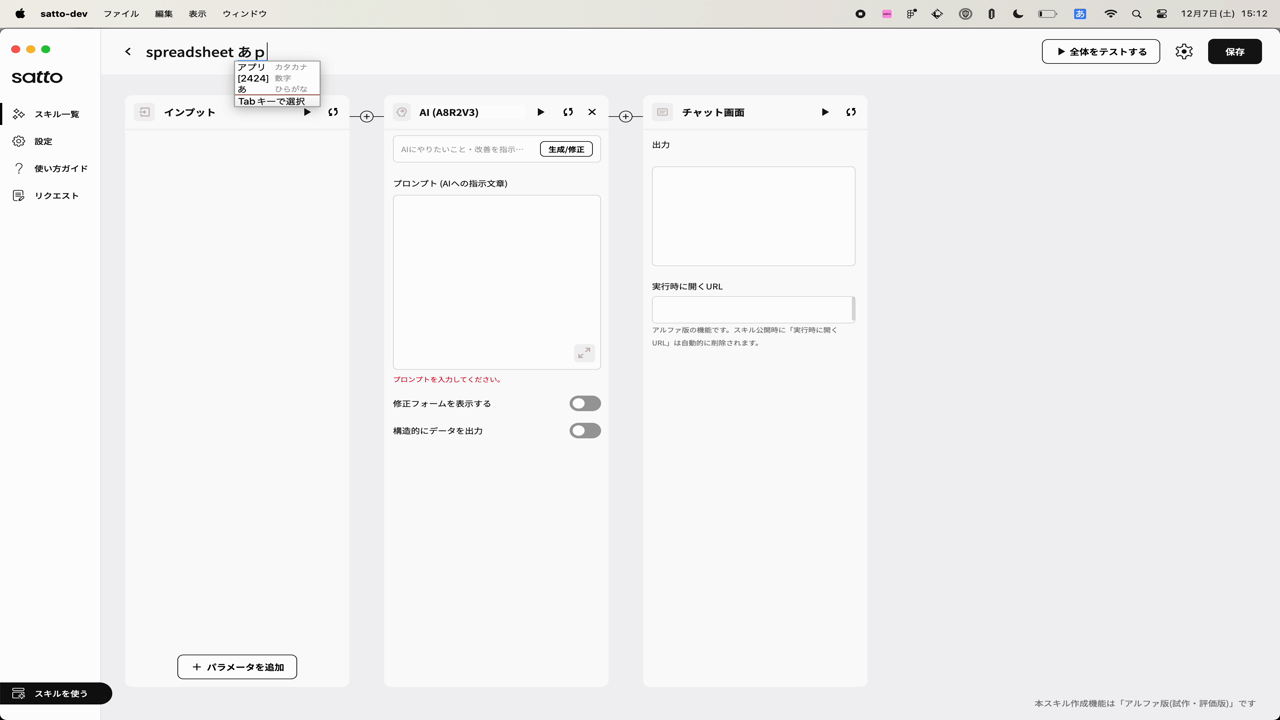 satto-dev ファイル 編集 表示 ウィンドウ あ 12月7日(土) 15:12
spreadsheet あp
全体をテストする
保存
アプリ カタカナ
[2424] 数字
あ ひらがな
Tab キーで選択
satto
スキル一覧
設定
使い方ガイド
リクエスト
スキルを使う
インプット
パラメータを追加
AI (A8R2V3)
AIにやりたいこと・改善を指示…
生成/修正
プロンプト (AIへの指示文章)
プロンプトを入力してください。
修正フォームを表示する
構造的にデータを出力
チャット画面
出力
実行時に開くURL
アルファ版の機能です。スキル公開時に「実行時に開く
URL」は自動的に削除されます。
本スキル作成機能は「アルファ版(試作・評価版)」です